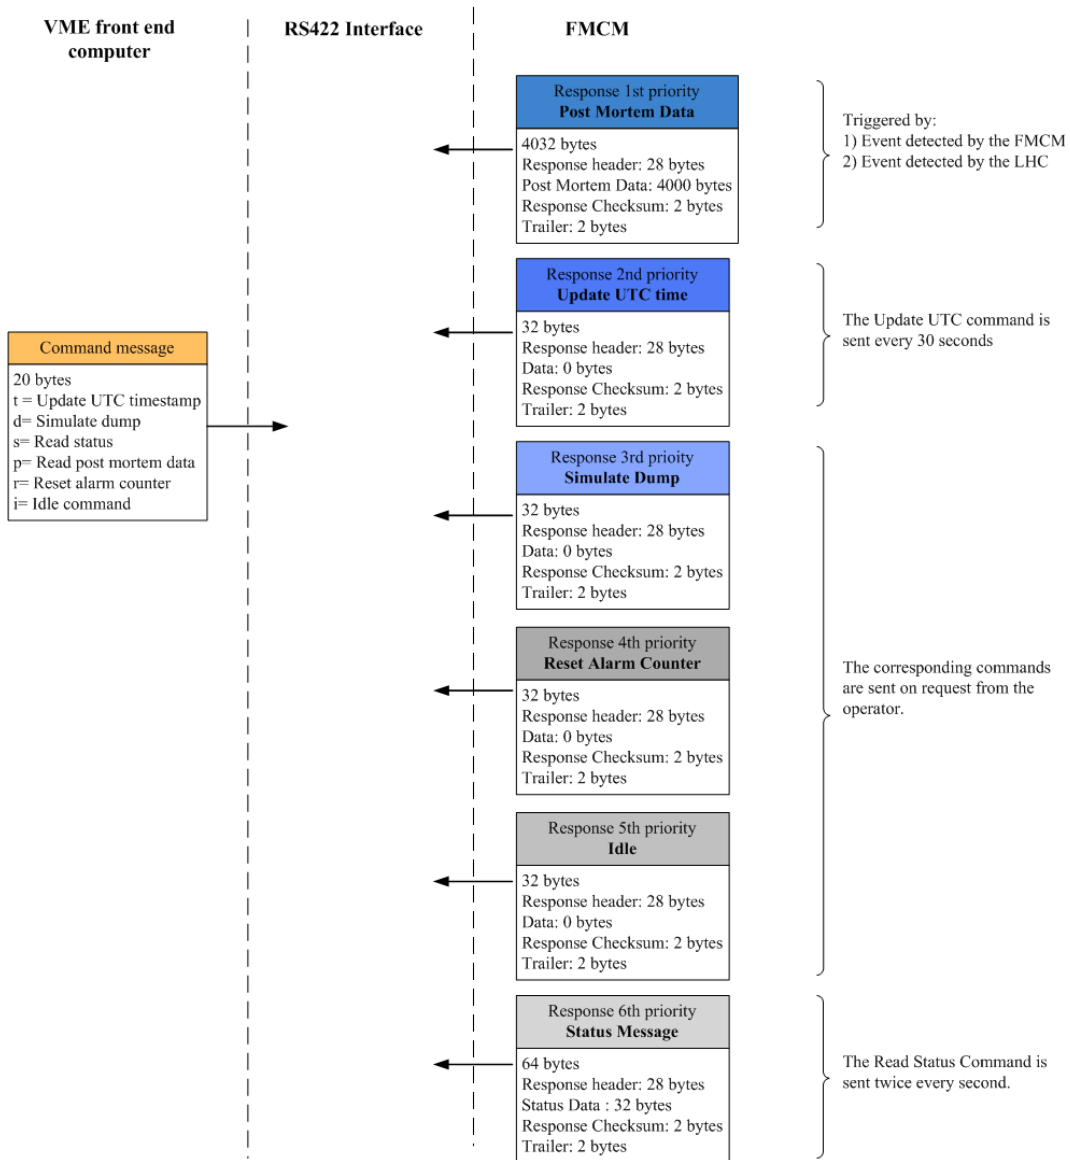 VME front end
computer
RS422 Interface
FMCM
Command message
20 bytes
t = Update UTC timestamp
d= Simulate dump
s= Read status
p= Read post mortem data
r= Reset alarm counter
i= Idle command
Response 1st priority
Post Mortem Data
4032 bytes
Response header: 28 bytes
Post Mortem Data: 4000 bytes
Response Checksum: 2 bytes
Trailer: 2 bytes
Triggered by:
1) Event detected by the FMCM
2) Event detected by the LHC
Response 2nd priority
Update UTC time
32 bytes
Response header: 28 bytes
Data: 0 bytes
Response Checksum: 2 bytes
Trailer: 2 bytes
The Update UTC command is
sent every 30 seconds
Response 3rd prioity
Simulate Dump
32 bytes
Response header: 28 bytes
Data: 0 bytes
Response Checksum: 2 bytes
Trailer: 2 bytes
Response 4th priority
Reset Alarm Counter
32 bytes
Response header: 28 bytes
Data: 0 bytes
Response Checksum: 2 bytes
Trailer: 2 bytes
The corresponding commands
are sent on request from the
operator.
Response 5th priority
Idle
32 bytes
Response header: 28 bytes
Data: 0 bytes
Response Checksum: 2 bytes
Trailer: 2 bytes
Response 6th priority
Status Message
64 bytes
Response header: 28 bytes
Status Data : 32 bytes
Response Checksum: 2 bytes
Trailer: 2 bytes
The Read Status Command is
sent twice every second.